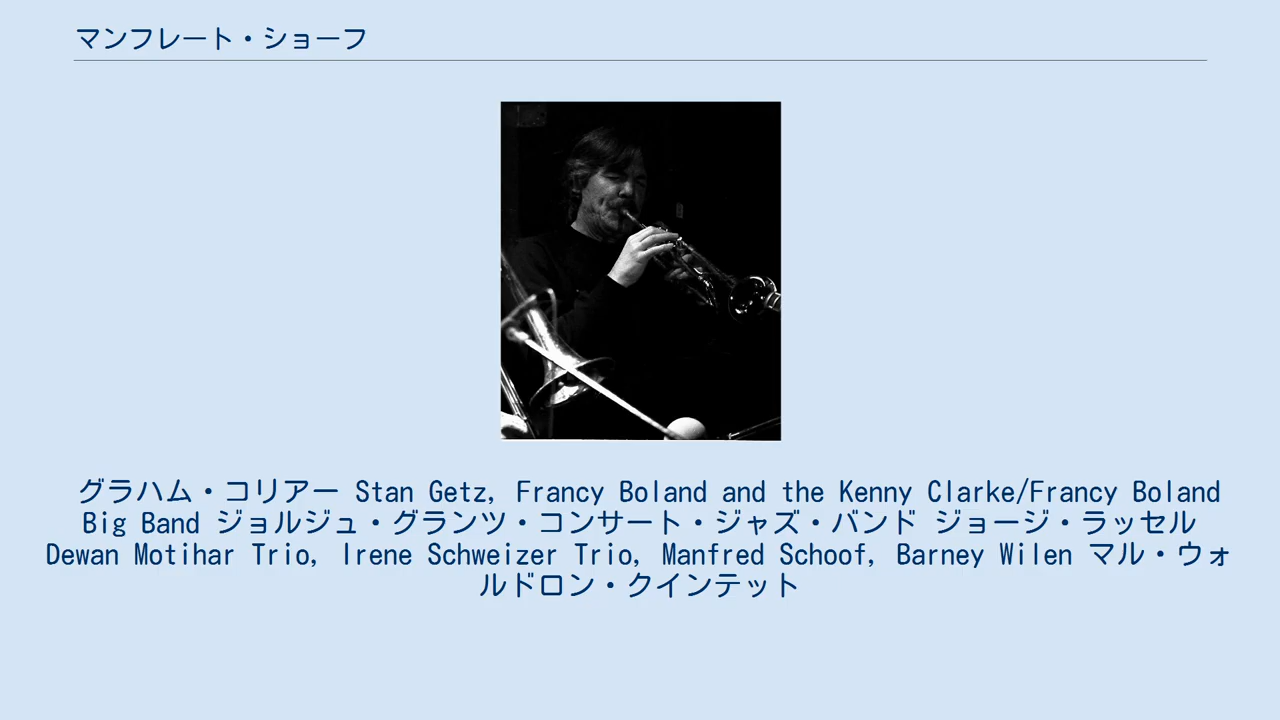 マンフレート・ショーフ
グラハム・コリアー Stan Getz, Francy Boland and the Kenny Clarke/Francy Boland
Big Band ジョルジュ・グランツ・コンサート・ジャズ・バンド ジョージ・ラッセル
Dewan Motihar Trio, Irene Schweizer Trio, Manfred Schoof, Barney Wilen マル・ウォ
ルドロン・クインテット